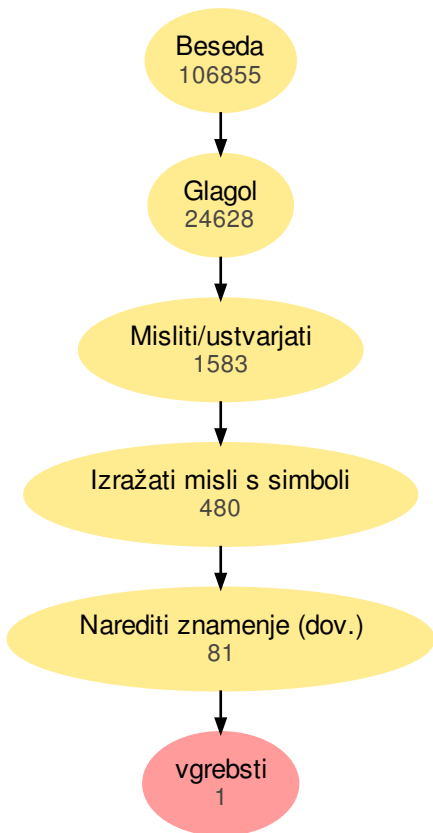 Beseda
106855
Glagol
24628
Misliti/ustvarjati
1583
Izražati misli s simboli
480
Narediti znamenje (dov.)
81
vgrebsti
1